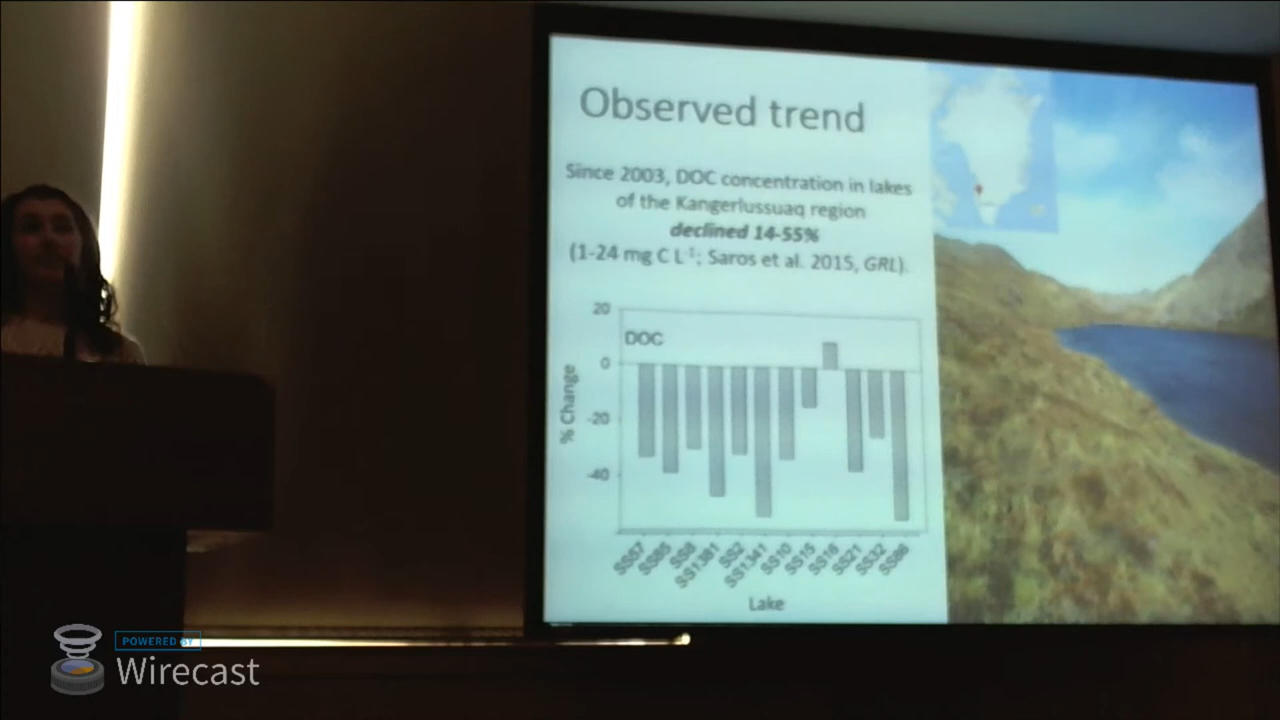 Observed trend
Since 2003, DOC concentration in lakes
of the Kangerlussuaq region
declined 14-55%
(1-24 mg C L⁻¹; Saros et al. 2015, GRL).
20
DOC
0
-20
-40
% Change
SS67 SS85 SS8 SS1381 SS2 SS1341 SS10 SS15 SS16 SS21 SS32 SS86
Lake
POWERED BY
Wirecast